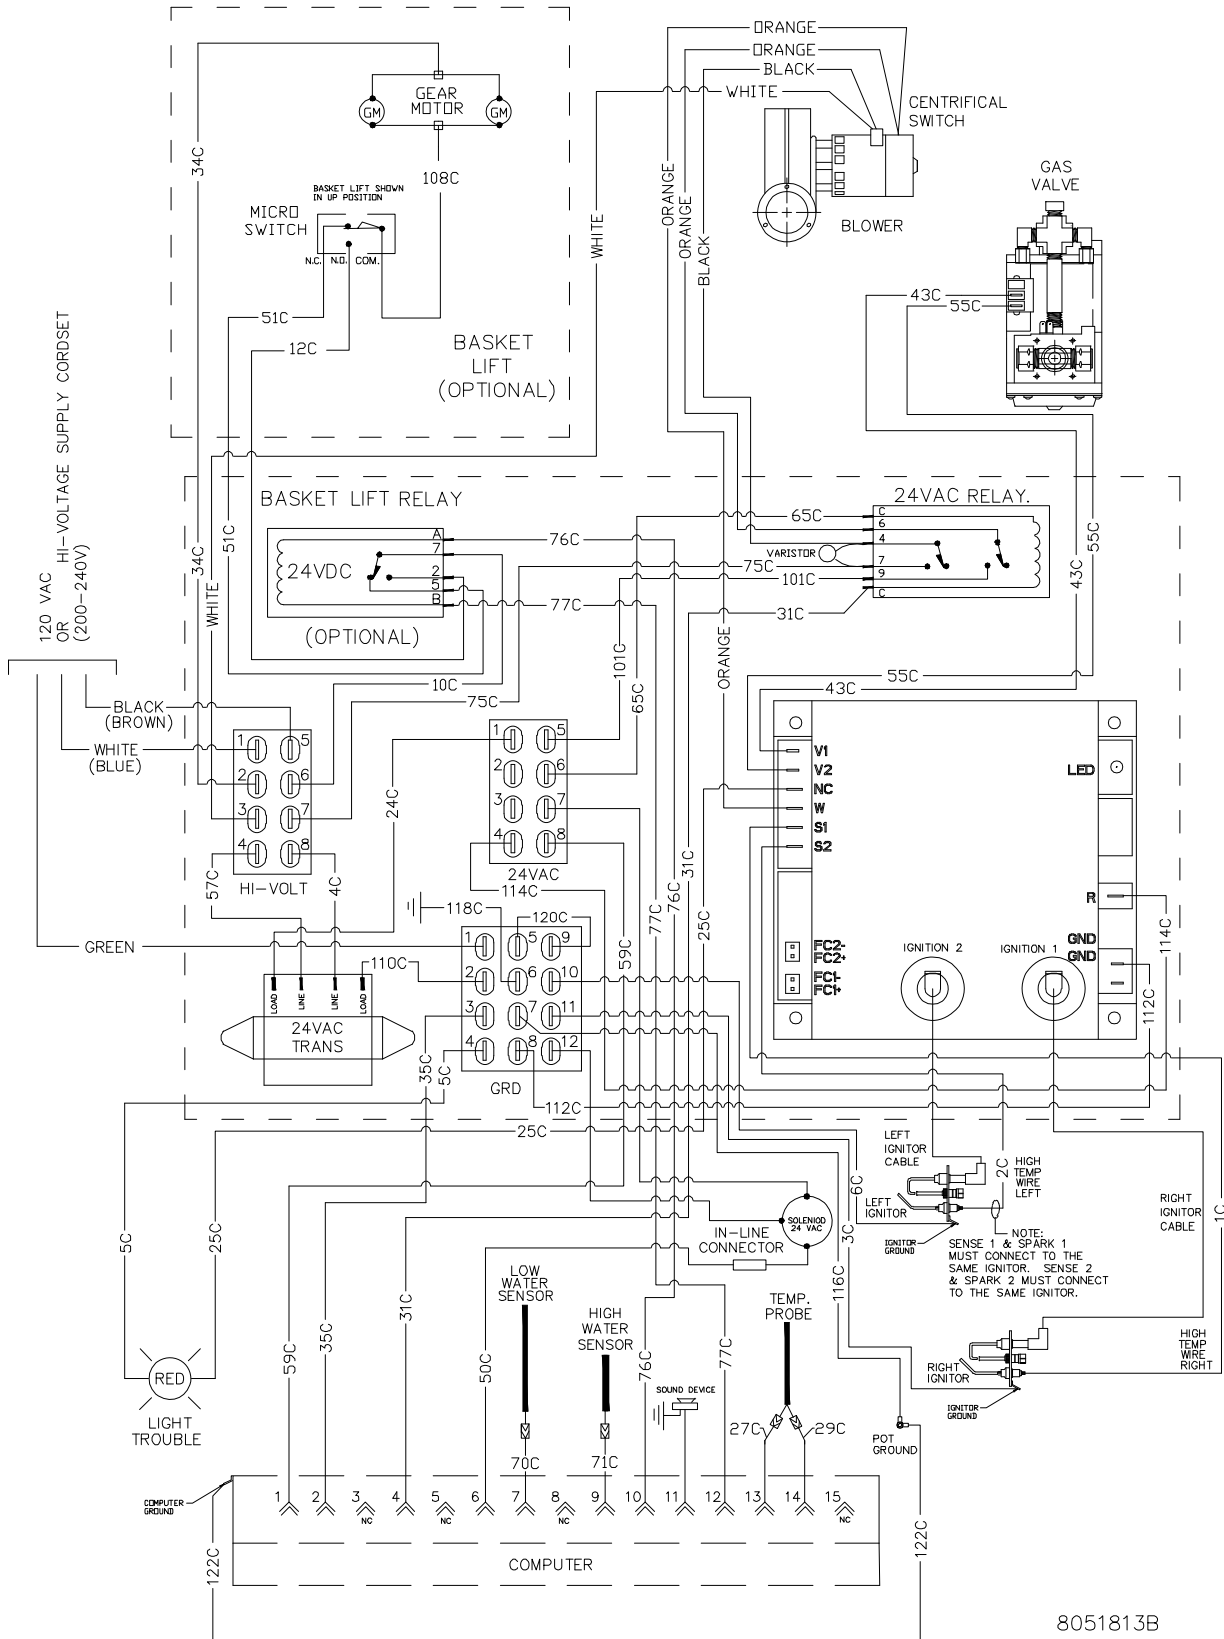 ORANGE
ORANGE
BLACK
WHITE
CENTRIFICAL
SWITCH
BLOWER
GAS
VALVE
43C
55C
GEAR
MOTOR
GM
GM
34C
108C
BASKET LIFT SHOWN
IN UP POSITION
MICRO
SWITCH
N.C. N.O. COM.
51C
12C
BASKET
LIFT
(OPTIONAL)
WHITE
ORANGE
ORANGE
BLACK
120 VAC
OR HI-VOLTAGE SUPPLY CORDSET
(200-240V)
BASKET LIFT RELAY
24VDC
(OPTIONAL)
A
7
2
5
B
34C
51C
WHITE
76C
77C
24VAC RELAY.
C
6
4
7
9
C
65C
VARISTOR
75C
101C
31C
55C
43C
101C
65C
ORANGE
10C
75C
55C
43C
BLACK
(BROWN)
WHITE
(BLUE)
1 5
2 6
3 7
4 8
HI-VOLT
1 5
2 6
3 7
4 8
24VAC
24C
57C
4C
114C
118C
120C
59C
77C
76C
31C
25C
GREEN
110C
1 5 9
2 6 10
3 7 11
4 8 12
GRD
LOAD
LINE
LINE
LOAD
24VAC
TRANS
35C
5C
V1
V2
NC
W
S1
S2
LED
R
GND
GND
FC2-
FC2+
FC1-
FC1+
IGNITION 2
IGNITION 1
114C
112C
112C
25C
LEFT
IGNITOR
CABLE
2C
HIGH
TEMP
WIRE
LEFT
6C
3C
116C
LEFT
IGNITOR
IGNITOR
GROUND
NOTE:
SENSE 1 & SPARK 1
MUST CONNECT TO THE
SAME IGNITOR. SENSE 2
& SPARK 2 MUST CONNECT
TO THE SAME IGNITOR.
RIGHT
IGNITOR
CABLE
1C
SOLENIOD
24 VAC
IN-LINE
CONNECTOR
5C
25C
59C
35C
31C
50C
LOW
WATER
SENSOR
HIGH
WATER
SENSOR
TEMP.
PROBE
76C
77C
SOUND DEVICE
27C
29C
70C
71C
RED
LIGHT
TROUBLE
RIGHT
IGNITOR
IGNITOR
GROUND
HIGH
TEMP
WIRE
RIGHT
POT
GROUND
COMPUTER
GROUND
1 2 3 4 5 6 7 8 9 10 11 12 13 14 15
NC NC NC NC
122C
122C
COMPUTER
8051813B